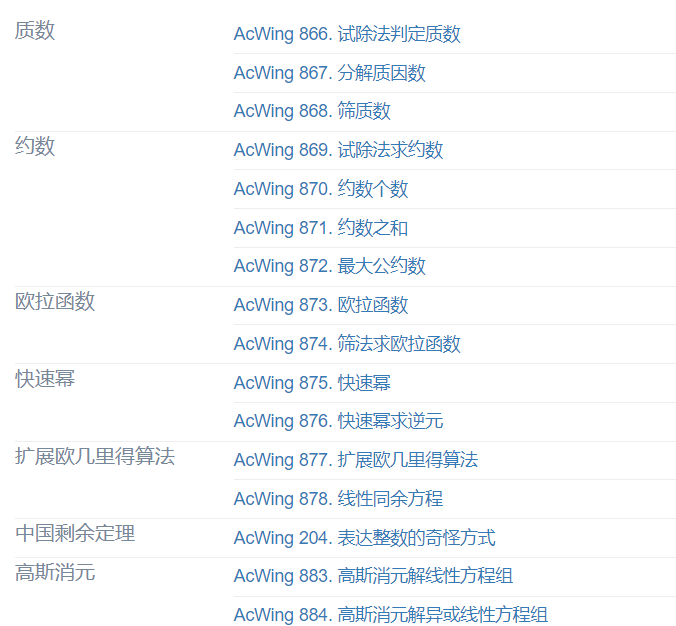 质数
AcWing 866. 试除法判定质数
AcWing 867. 分解质因数
AcWing 868. 筛质数
约数
AcWing 869. 试除法求约数
AcWing 870. 约数个数
AcWing 871. 约数之和
AcWing 872. 最大公约数
欧拉函数
AcWing 873. 欧拉函数
AcWing 874. 筛法求欧拉函数
快速幂
AcWing 875. 快速幂
AcWing 876. 快速幂求逆元
扩展欧几里得算法
AcWing 877. 扩展欧几里得算法
AcWing 878. 线性同余方程
中国剩余定理
AcWing 204. 表达整数的奇怪方式
高斯消元
AcWing 883. 高斯消元解线性方程组
AcWing 884. 高斯消元解异或线性方程组